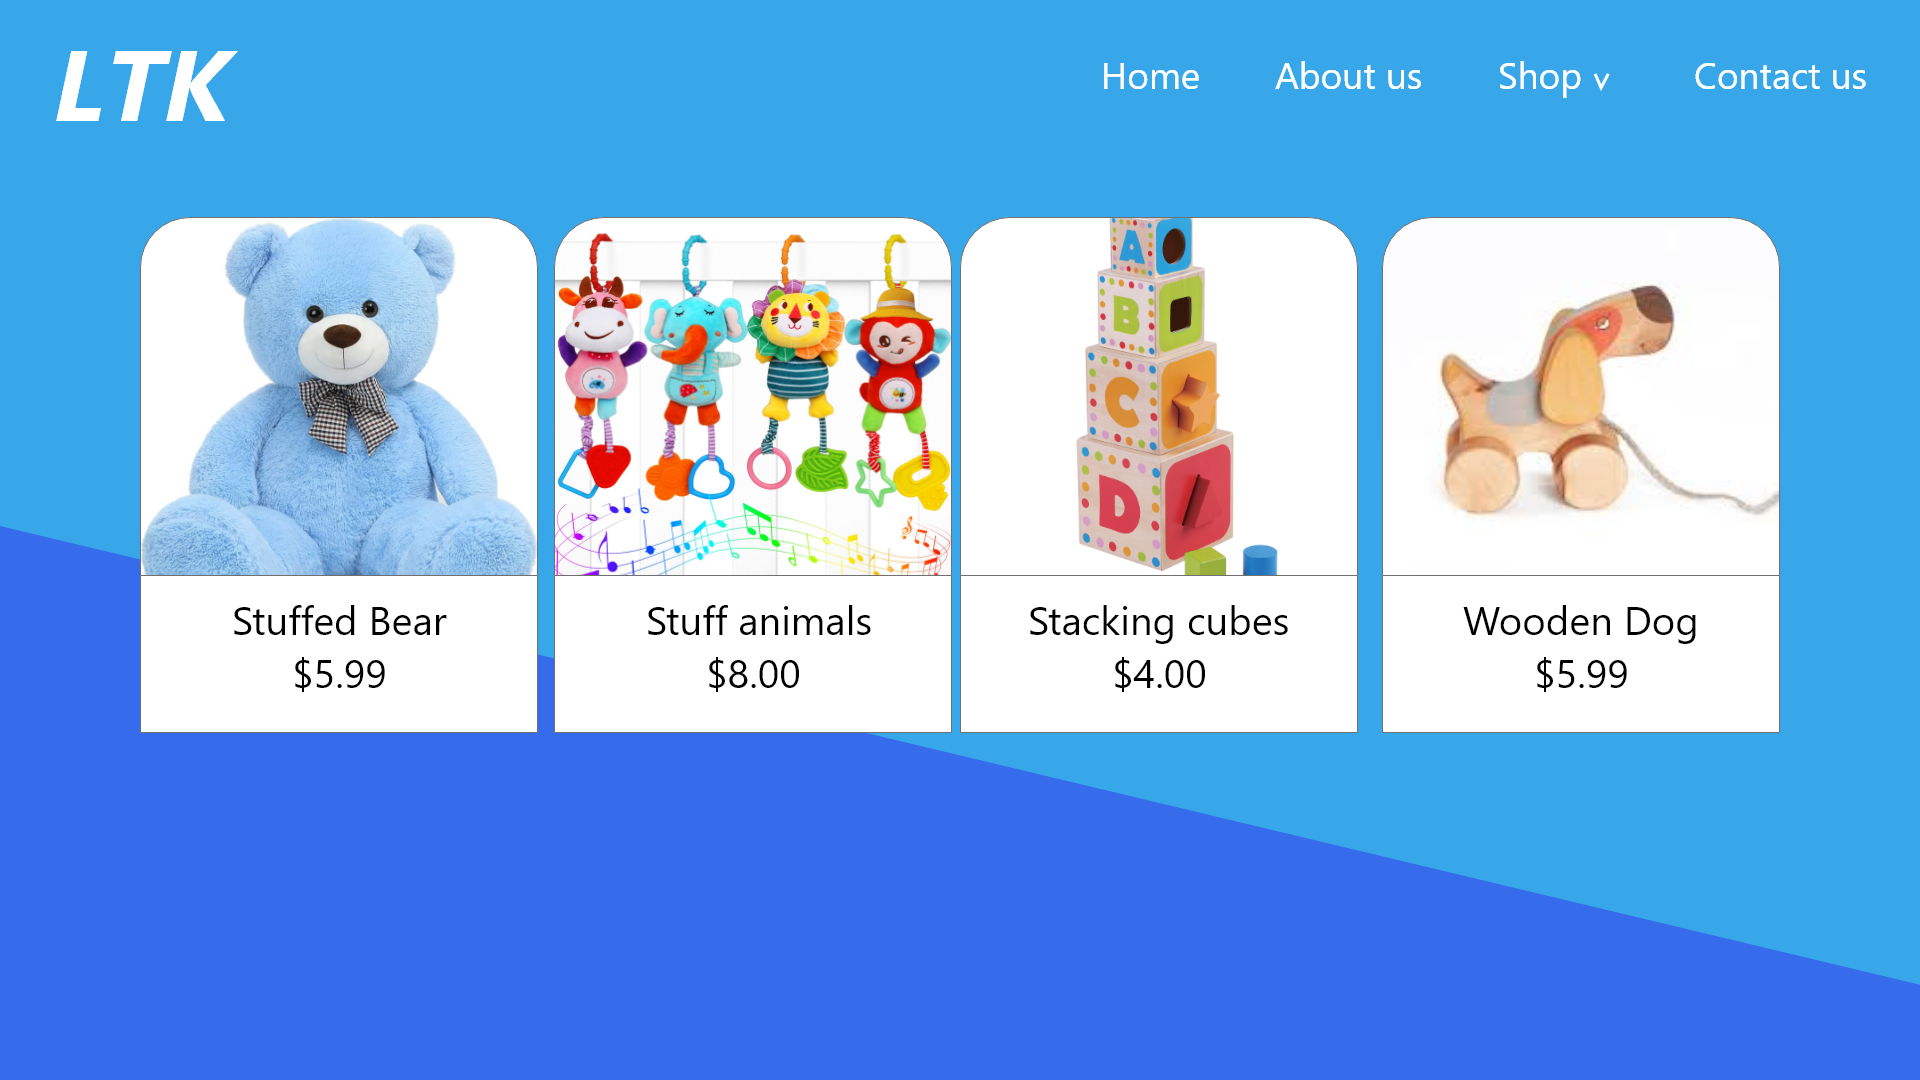 LTK
Home About us Shop v Contact us
A
B
C
D
Stuffed Bear
$5.99
Stuff animals
$8.00
Stacking cubes
$4.00
Wooden Dog
$5.99